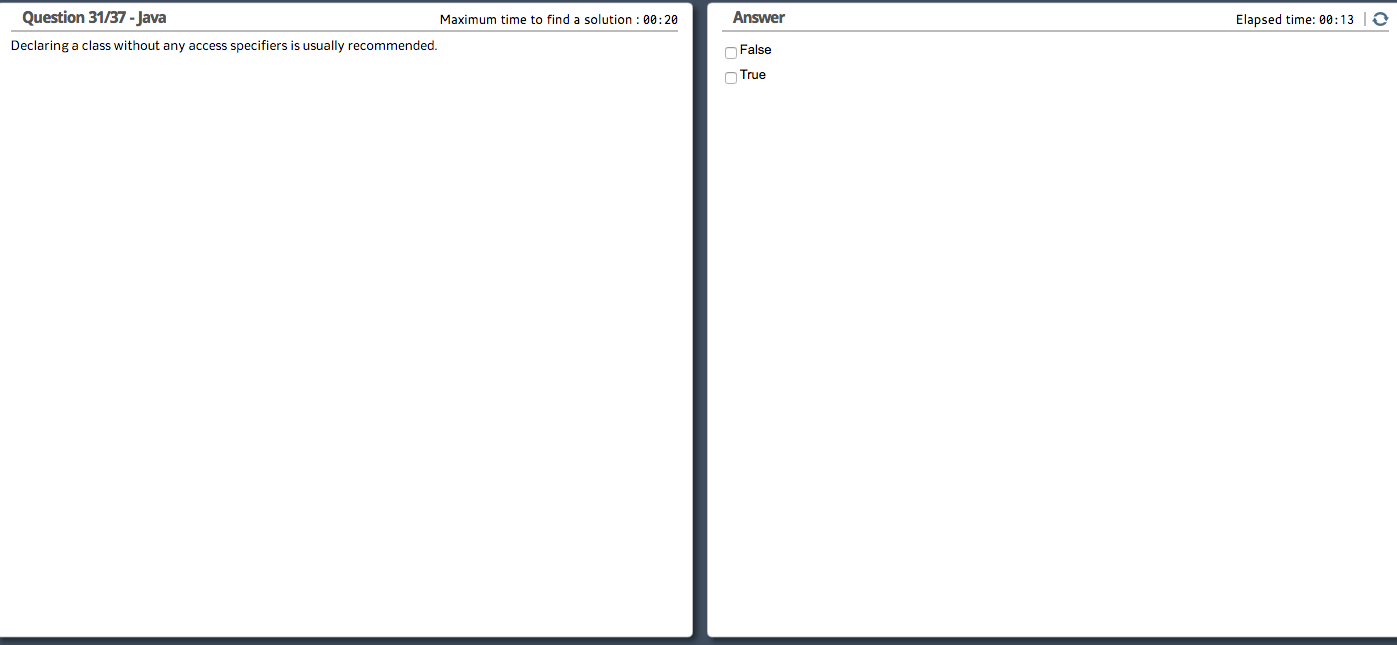 Question 31/37 - Java
Maximum time to find a solution : 00:20
Declaring a class without any access specifiers is usually recommended.
Answer
Elapsed time: 00:13
False
True